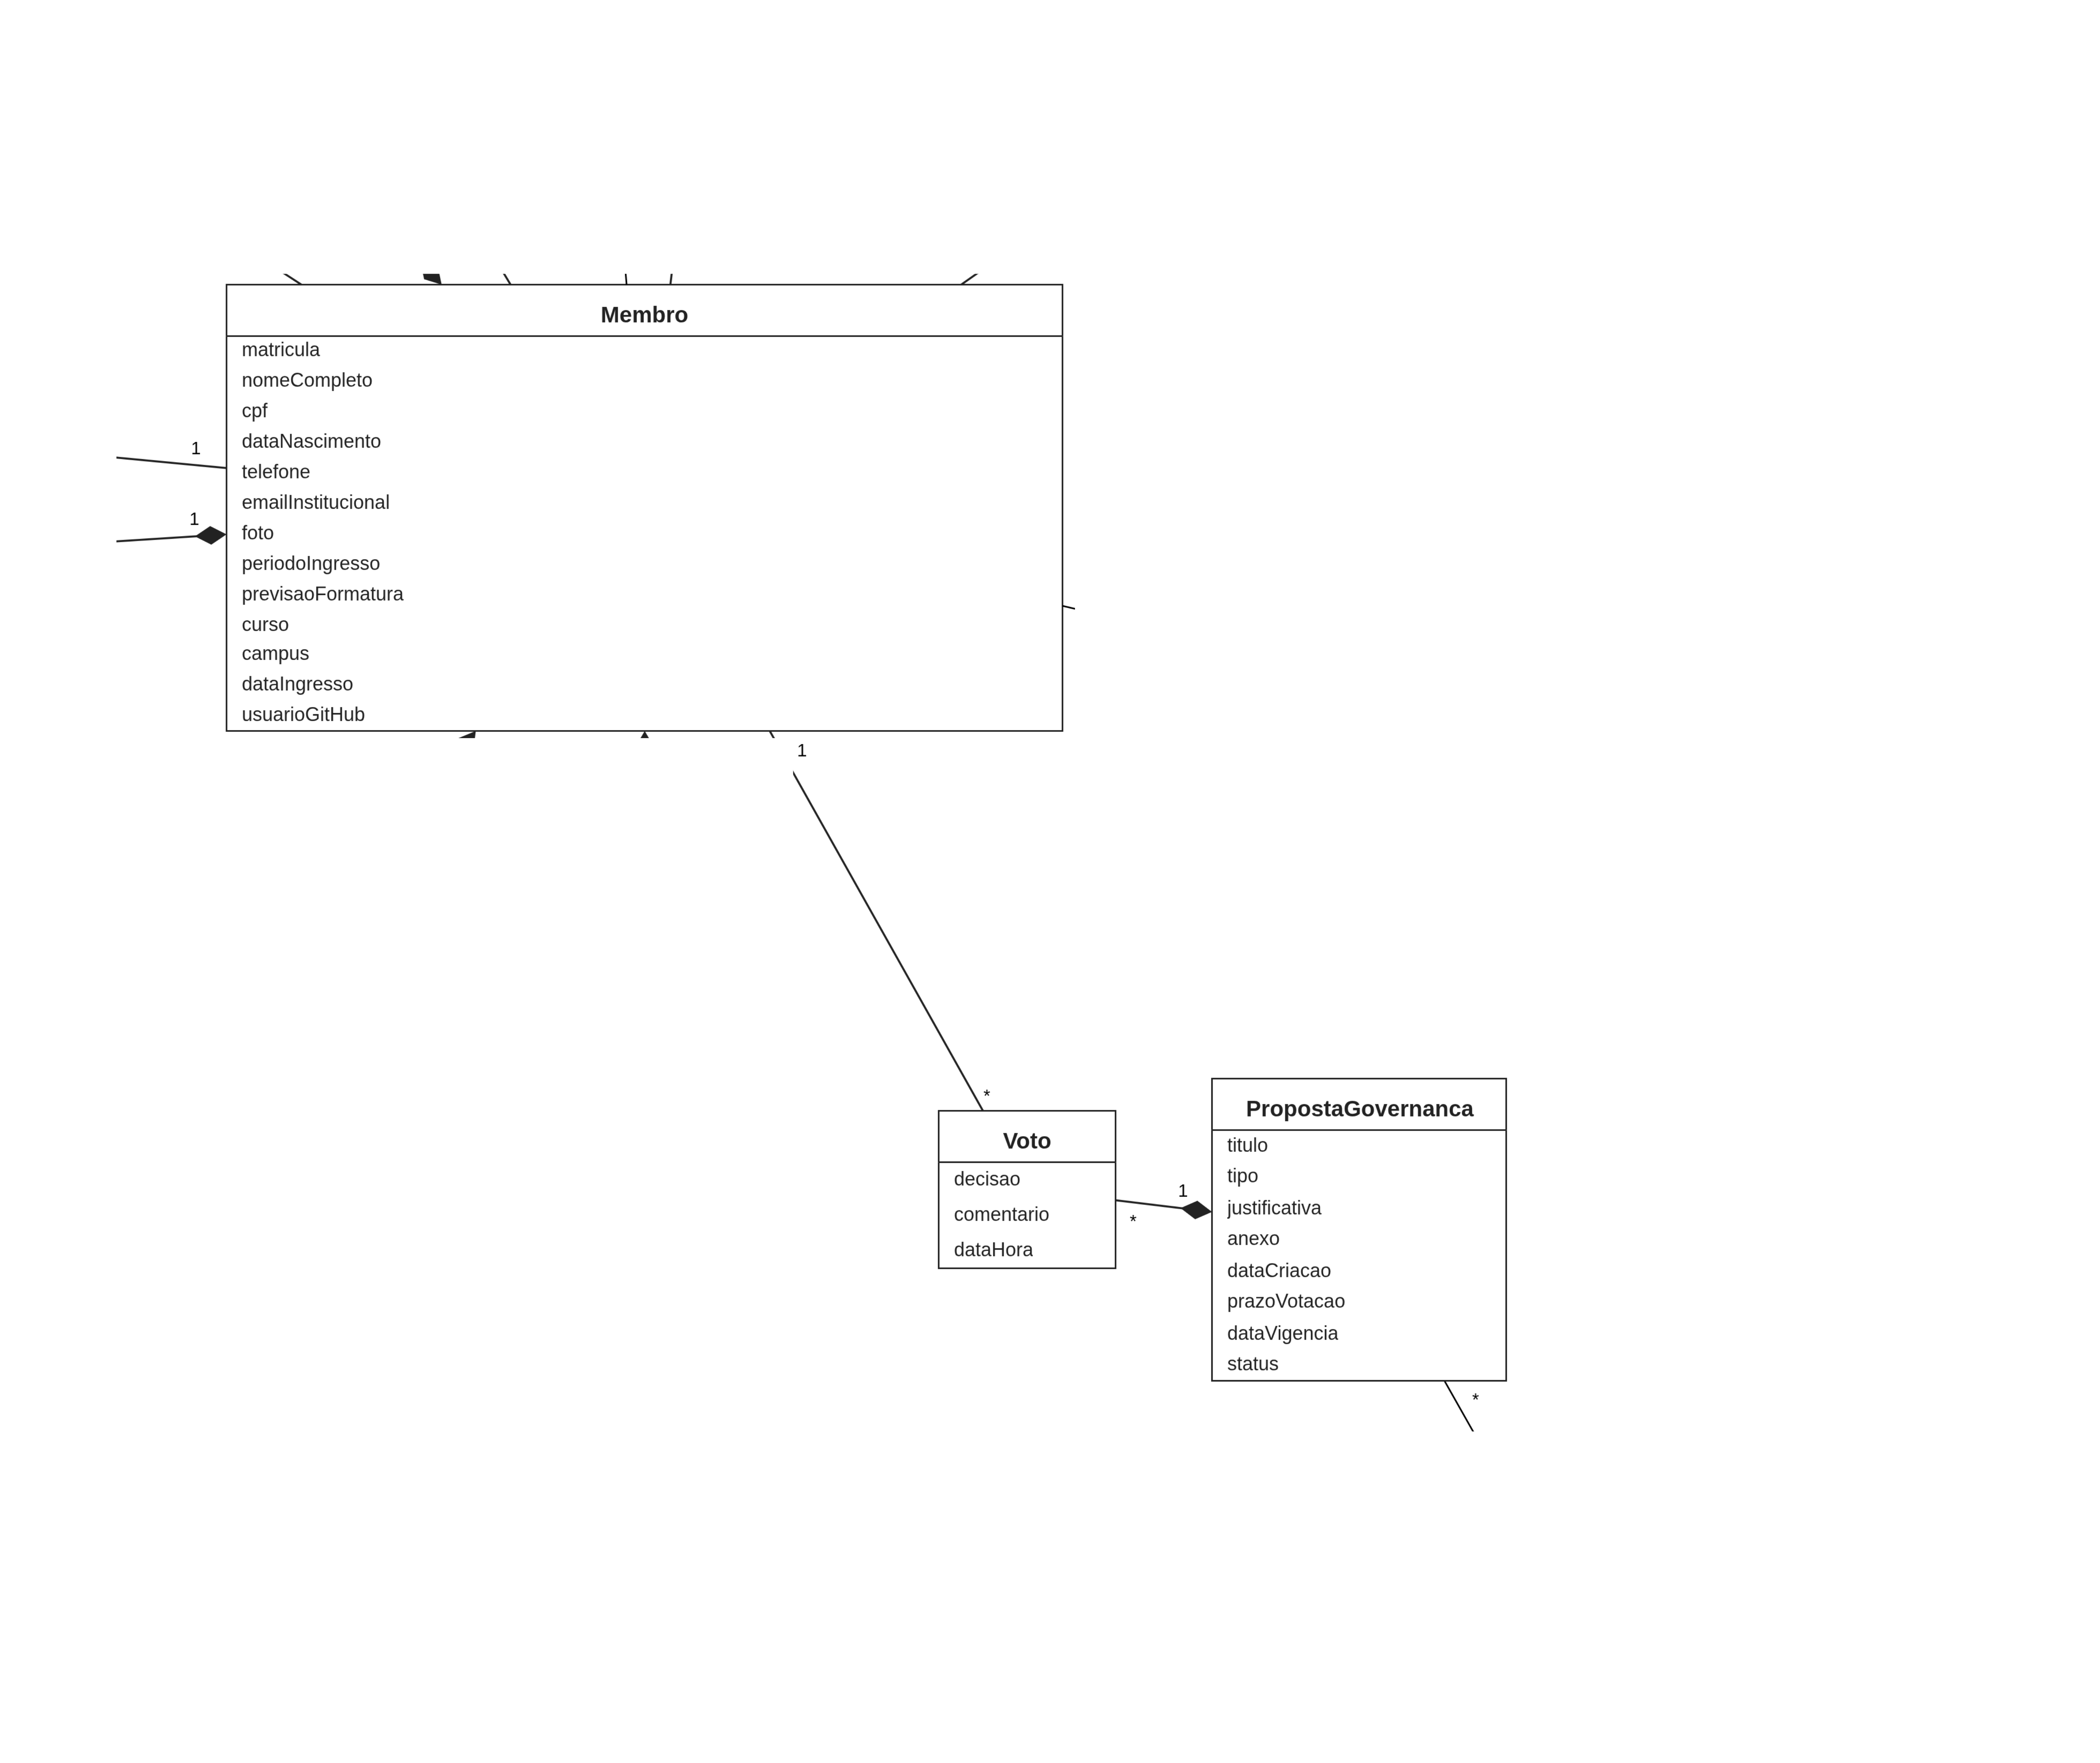 Membro
matricula
nomeCompleto
cpf
dataNascimento
1
telefone
emailInstitucional
1
foto
periodoIngresso
previsaoFormatura
curso
campus
dataIngresso
usuarioGitHub
1
*
Voto
decisao
comentario
dataHora
1
*
PropostaGovernanca
titulo
tipo
justificativa
anexo
dataCriacao
prazoVotacao
dataVigencia
status
*